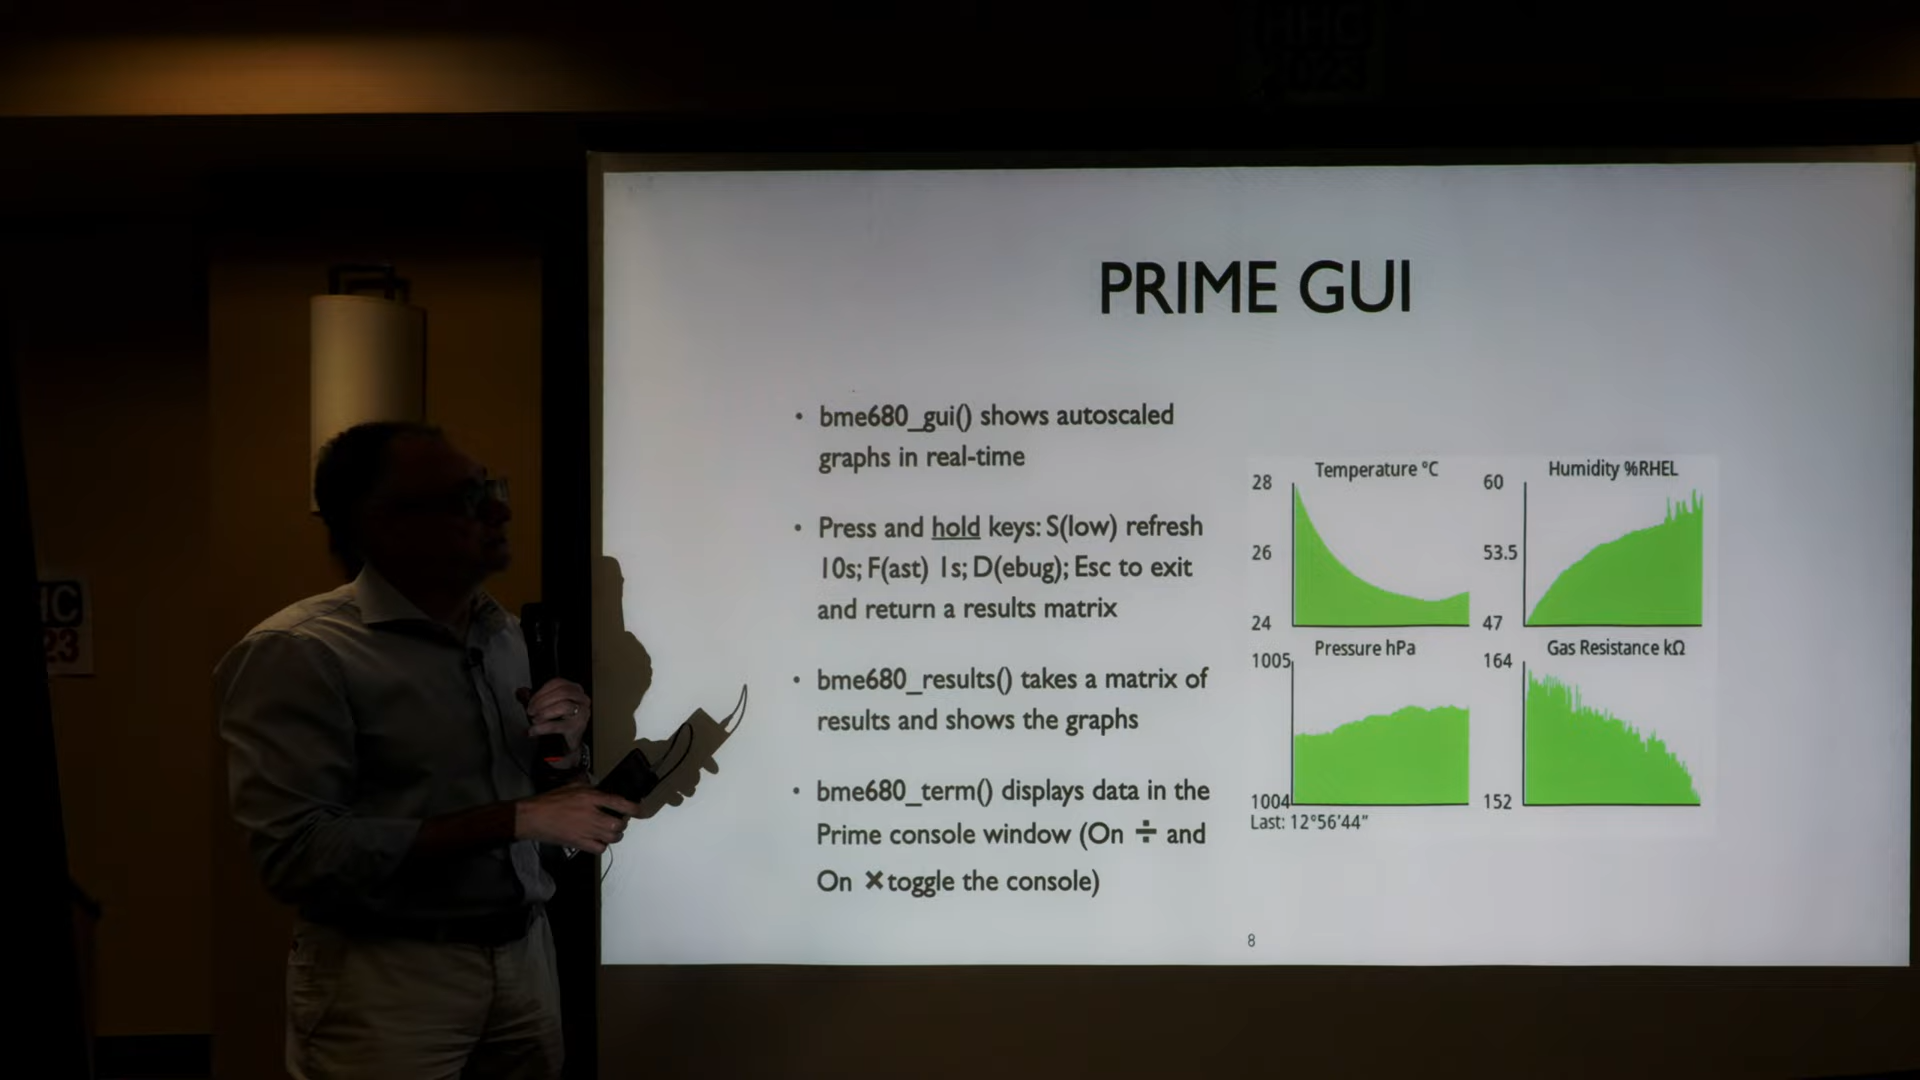 HHC
PRIME GUI
• bme680_gui() shows autoscaled
graphs in real-time
• Press and hold keys: S(low) refresh
10s; F(ast) 1s; D(ebug); Esc to exit
and return a results matrix
• bme680_results() takes a matrix of
results and shows the graphs
• bme680_term() displays data in the
Prime console window (On ÷ and
On ×toggle the console)
Temperature °C
28
26
24
Humidity %RHEL
60
53.5
47
Pressure hPa
1005
1004
Gas Resistance kΩ
164
152
Last: 12°56'44"
8
HC
23